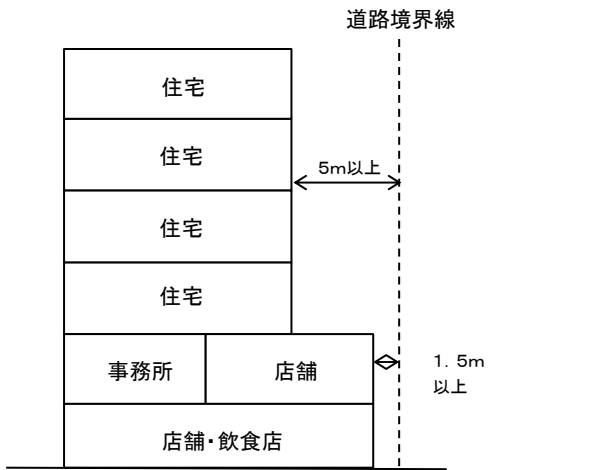 道路境界線
住宅
住宅
5m以上
住宅
住宅
事務所
店舗
1. 5m
以上
店舗・飲食店